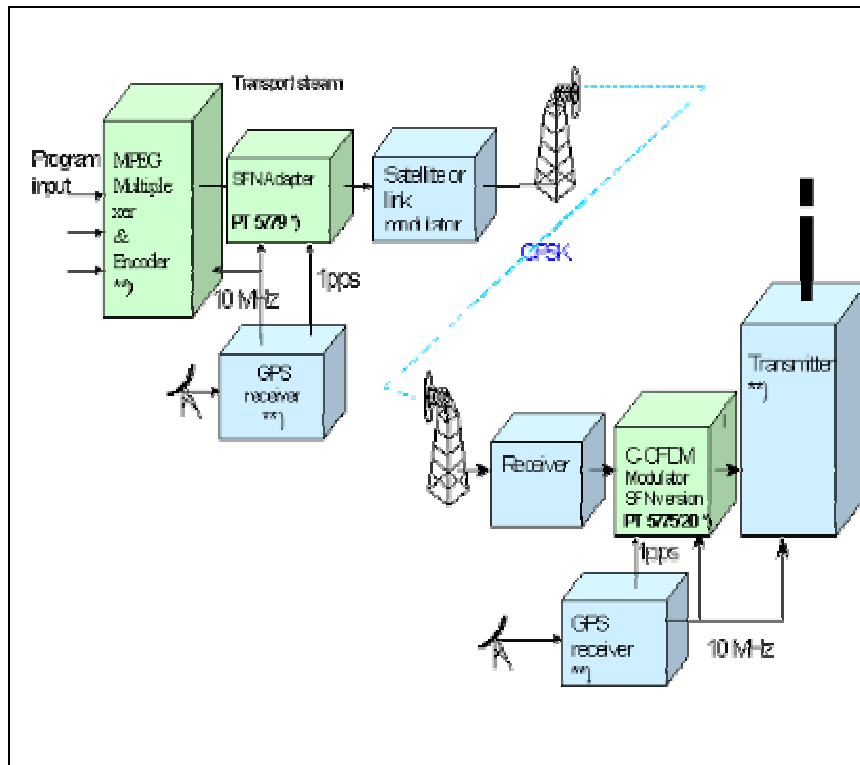 Transport stream
Program
input
MPEG
Multiple
xer
&
Encoder
**)
SFN Adapter
PT 5779 *)
Satellite or
link
modulator
QPSK
10 MHz
1pps
GPS
receiver
**)
Receiver
C-OFDM
Modulator
SFN version
PT 5775/20 *)
Transmitter
**)
1pps
GPS
receiver
**)
10 MHz